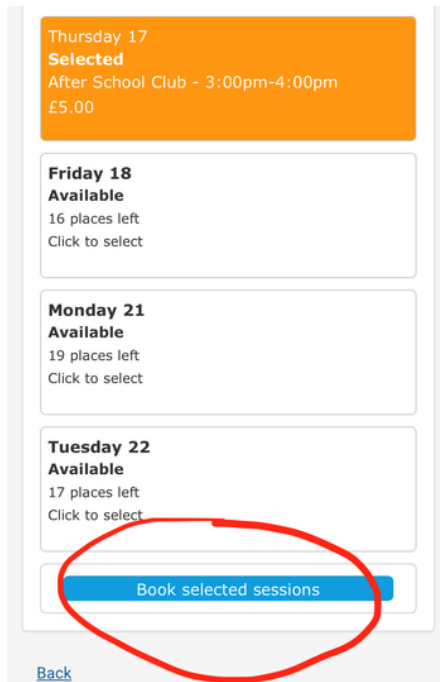 Thursday 17
Selected
After School Club - 3:00pm-4:00pm
£5.00
Friday 18
Available
16 places left
Click to select
Monday 21
Available
19 places left
Click to select
Tuesday 22
Available
17 places left
Click to select
Book selected sessions
Back